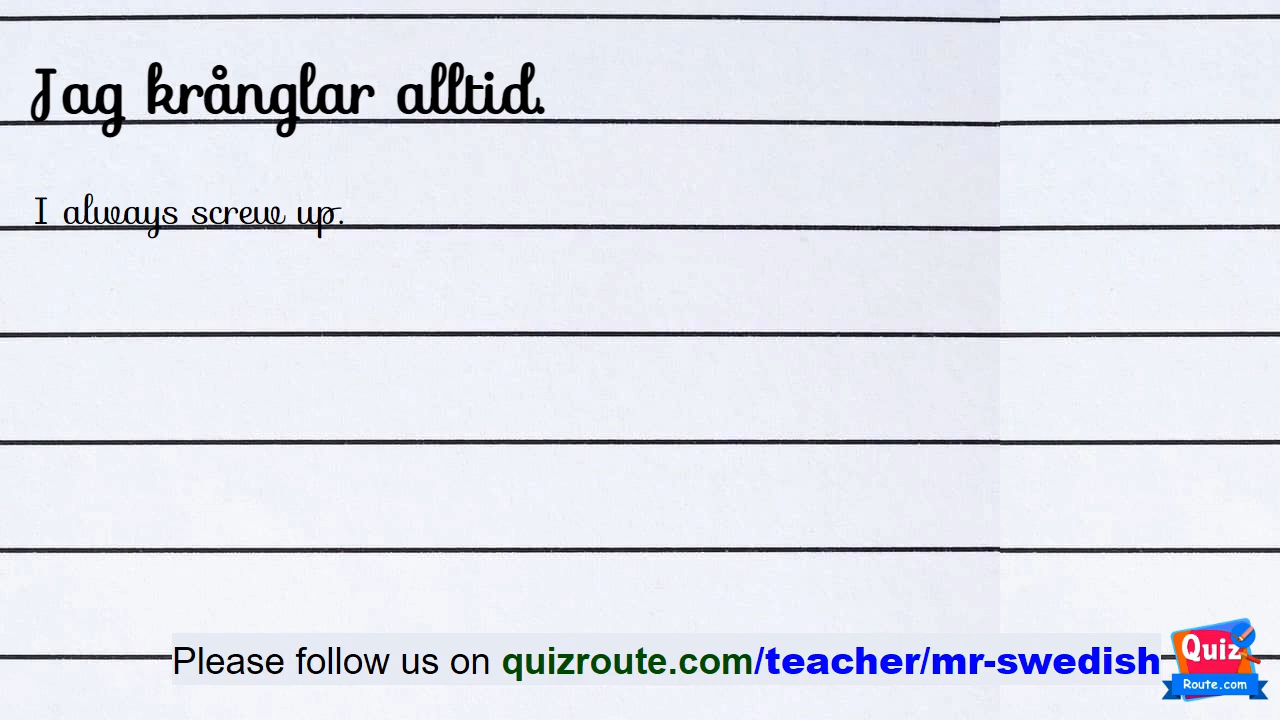 Jag krånglar alltid.
I always screw up.
Please follow us on quizroute.com/teacher/mr-swedish
Quiz
Route.com